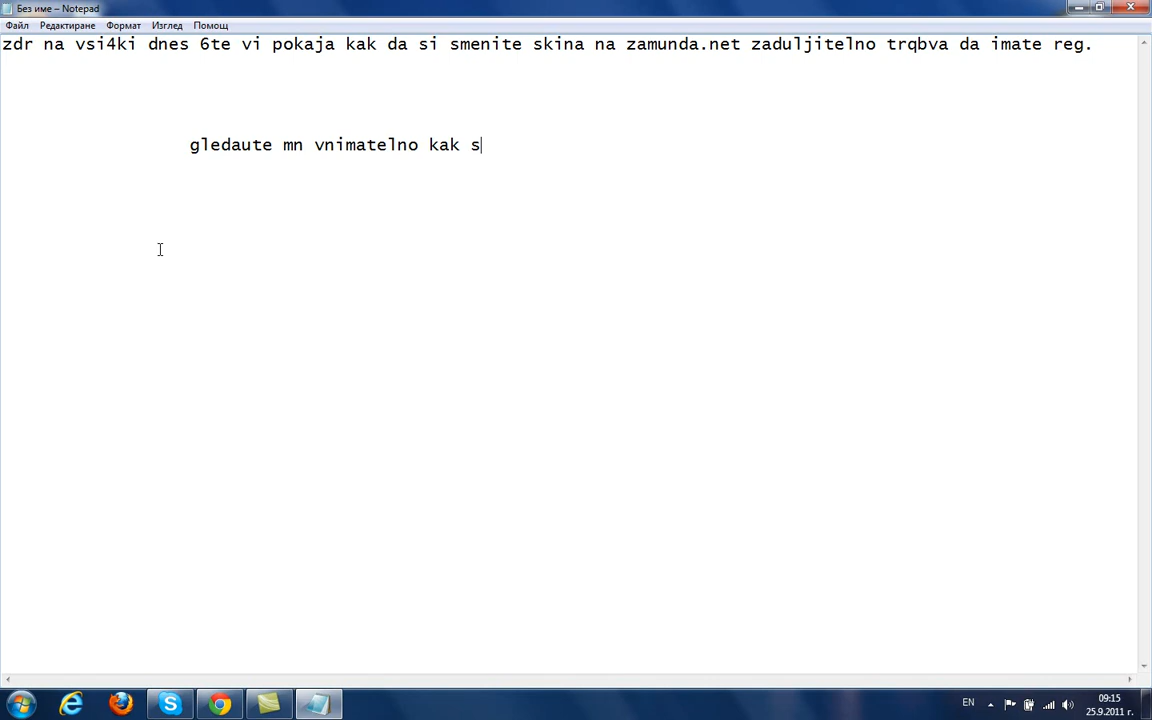 Без име – Notepad
Файл Редактиране Формат Изглед Помощ
zdr na vsi4ki dnes 6te vi pokaja kak da si smenite skina na zamunda.net zaduljitelno trqbva da imate reg.
gledaute mn vnimatelno kak s
EN
09:15
25.9.2011 г.